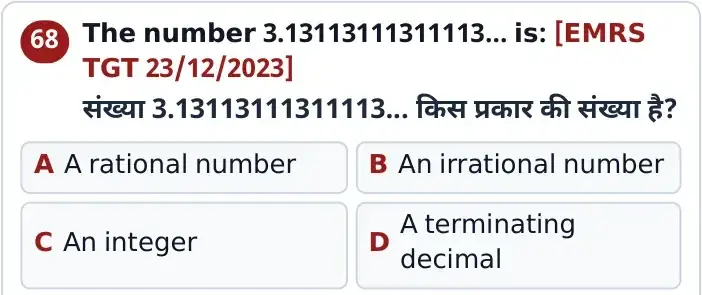 68 The number 3.13113111311113... is: [EMRS
TGT 23/12/2023]
संख्या 3.13113111311113... किस प्रकार की संख्या है?
A A rational number
B An irrational number
C An integer
D A terminating
decimal